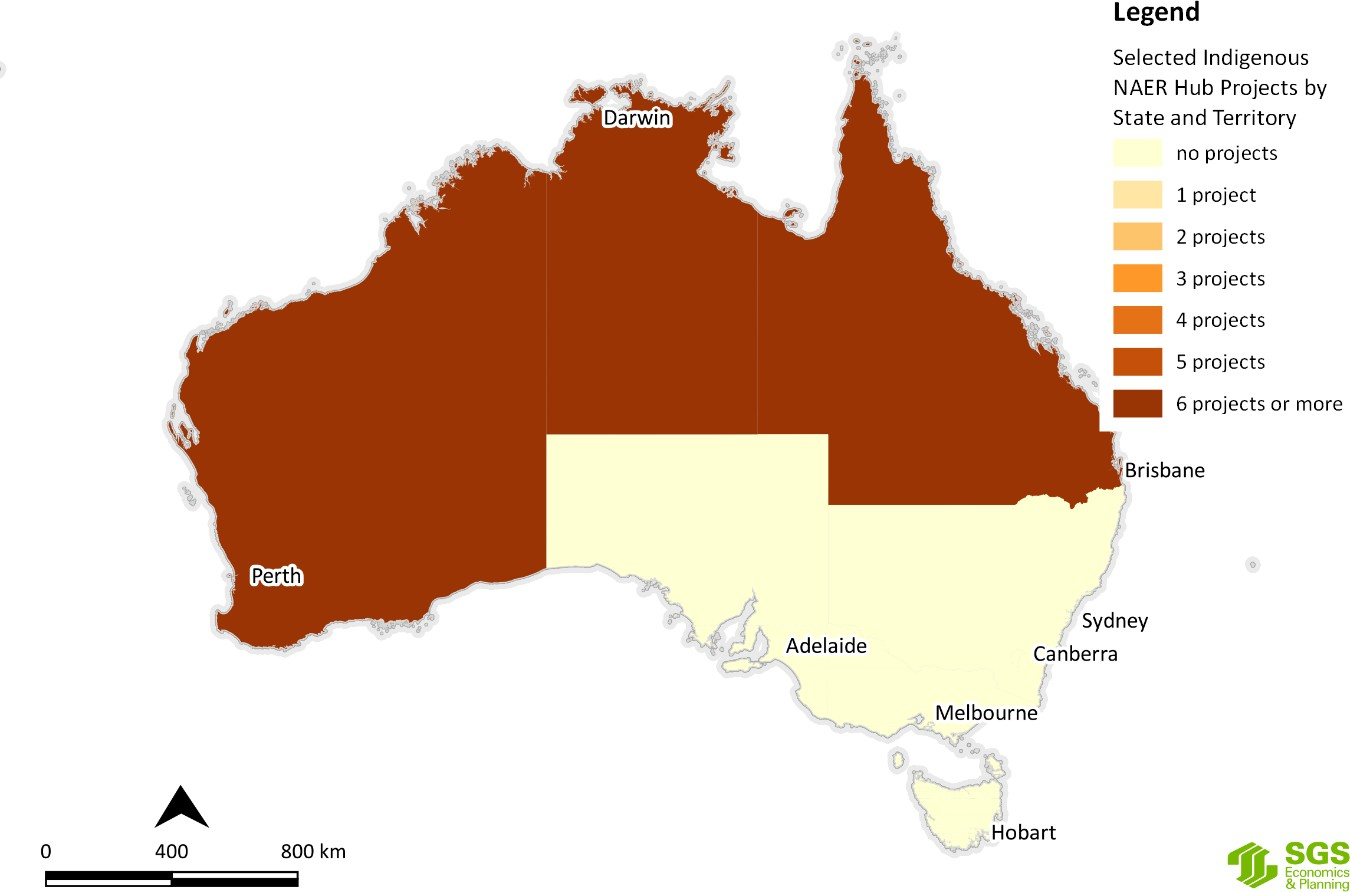 Legend
Selected Indigenous
NAER Hub Projects by
State and Territory
no projects
1 project
2 projects
3 projects
4 projects
5 projects
6 projects or more
Darwin
Brisbane
Perth
Sydney
Adelaide
Canberra
Melbourne
Hobart
0 400 800 km
SGS
Economics
& Planning